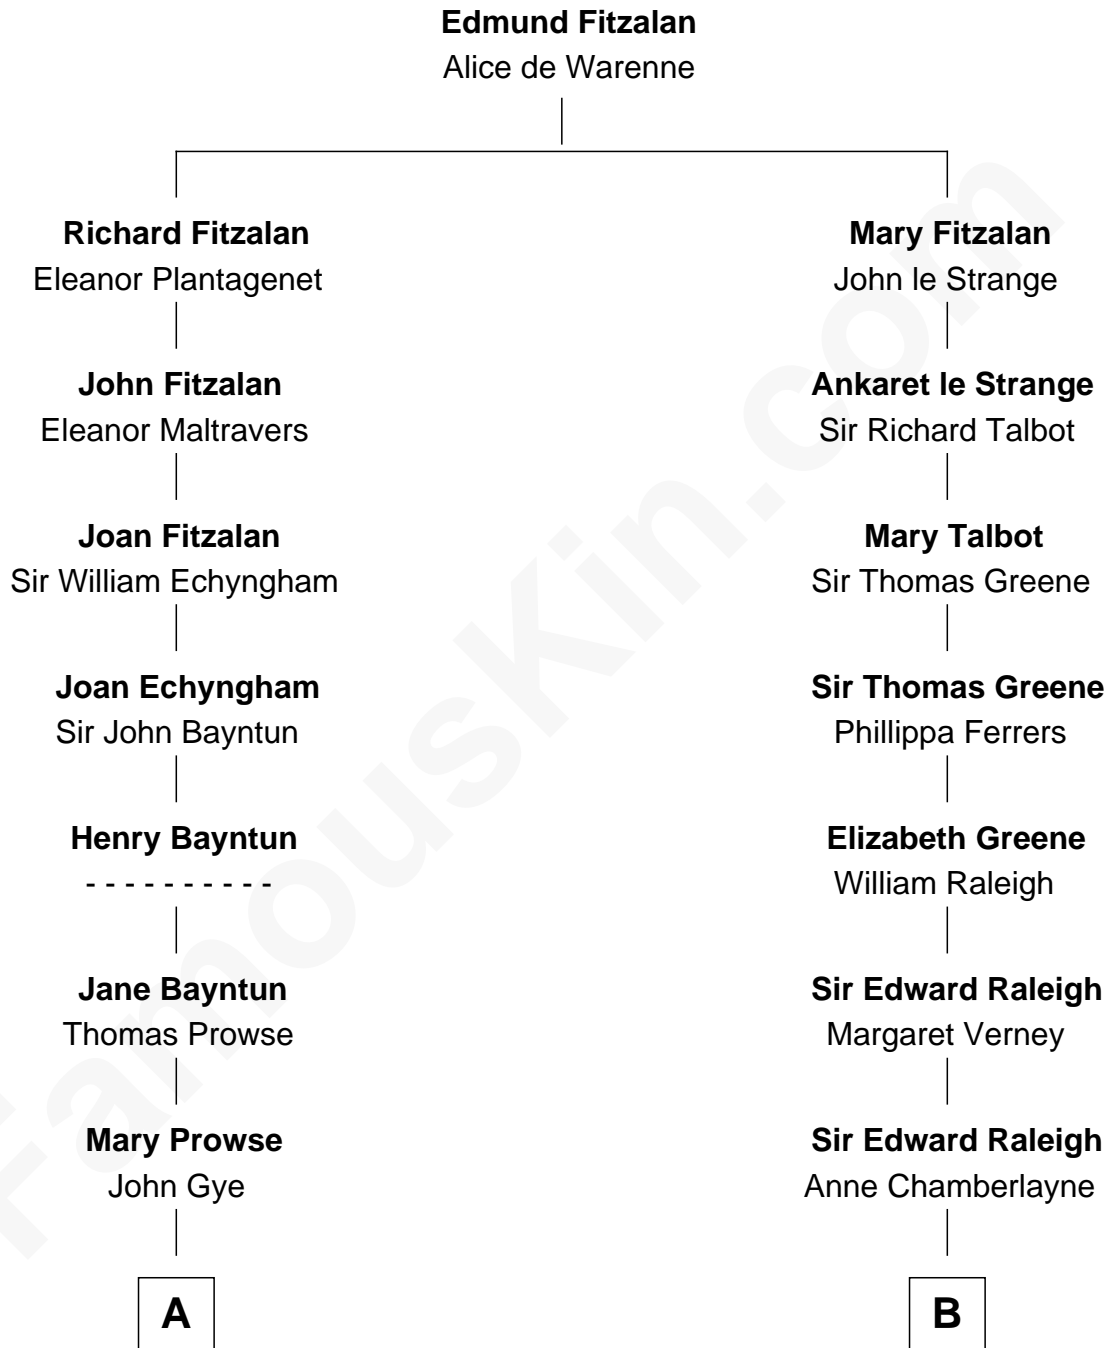 Edmund Fitzalan
Alice de Warenne
Richard Fitzalan
Eleanor Plantagenet
Mary Fitzalan
John le Strange
John Fitzalan
Eleanor Maltravers
Ankaret le Strange
Sir Richard Talbot
Joan Fitzalan
Sir William Echyngham
Mary Talbot
Sir Thomas Greene
Joan Echyngham
Sir John Bayntun
Sir Thomas Greene
Phillippa Ferrers
Henry Bayntun
- - - - - - - - - -
Elizabeth Greene
William Raleigh
Jane Bayntun
Thomas Prowse
Sir Edward Raleigh
Margaret Verney
Mary Prowse
John Gye
Sir Edward Raleigh
Anne Chamberlayne
A
B
FamousKin.com